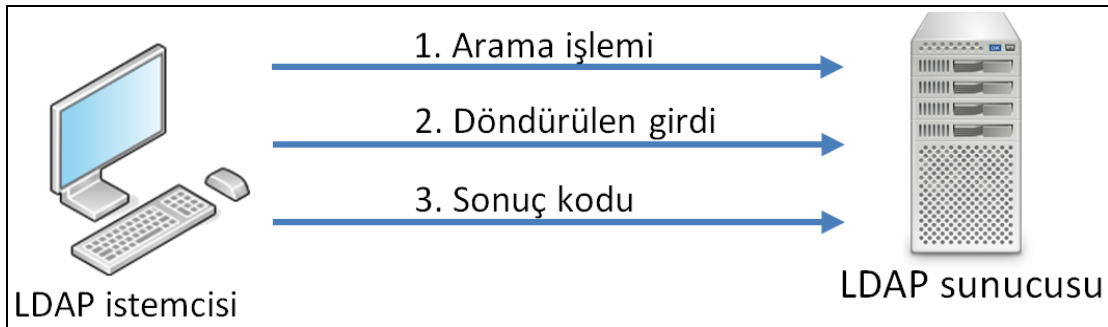 1. Arama işlemi
2. Döndürülen girdi
3. Sonuç kodu
LDAP istemcisi
LDAP sunucusu